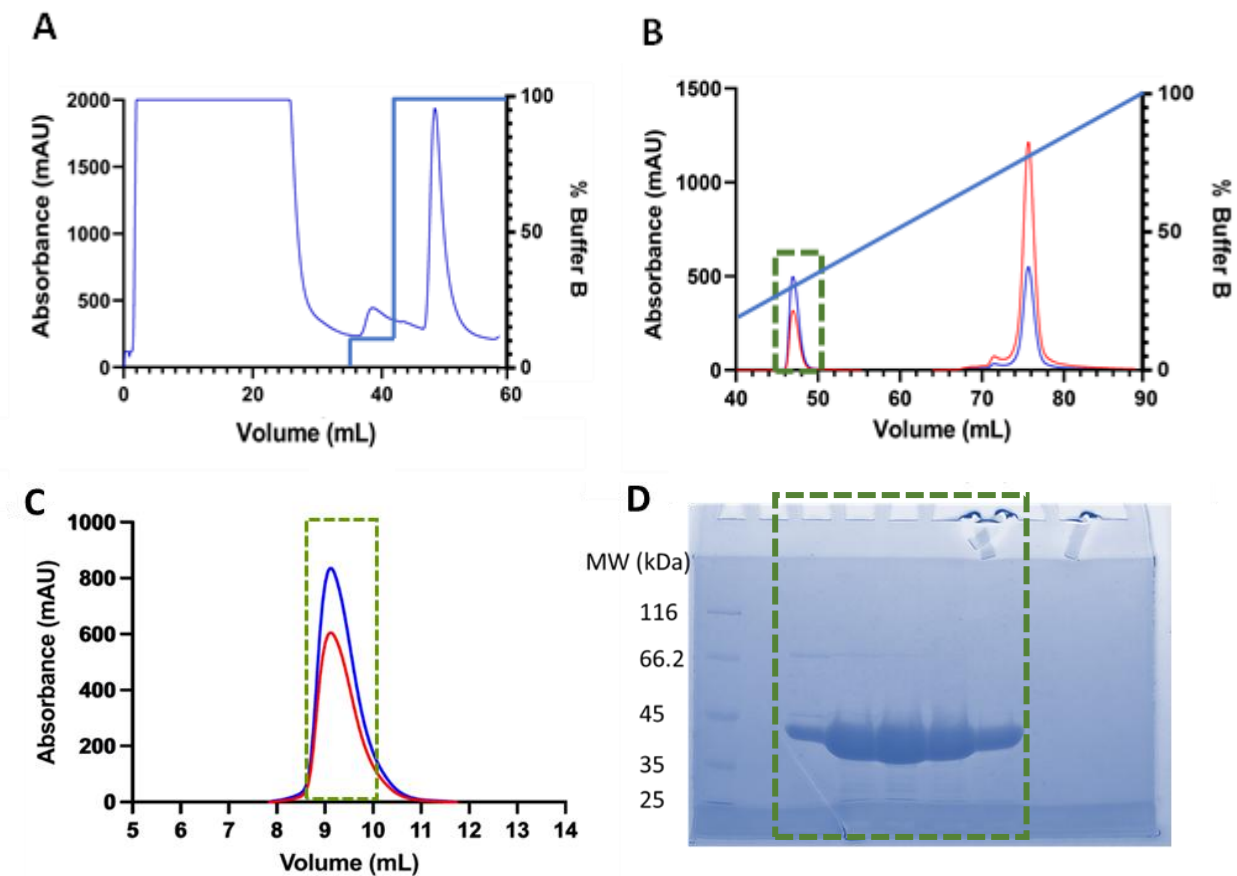 A
Absorbance (mAU)
2000
1500
1000
500
0
100
50
0
% Buffer B
0 20 40 60
Volume (mL)
B
Absorbance (mAU)
1500
1000
500
0
100
50
0
% Buffer B
40 50 60 70 80 90
Volume (mL)
C
Absorbance (mAU)
1000
800
600
400
200
0
5 6 7 8 9 10 11 12 13 14
Volume (mL)
D
MW (kDa)
116
66.2
45
35
25